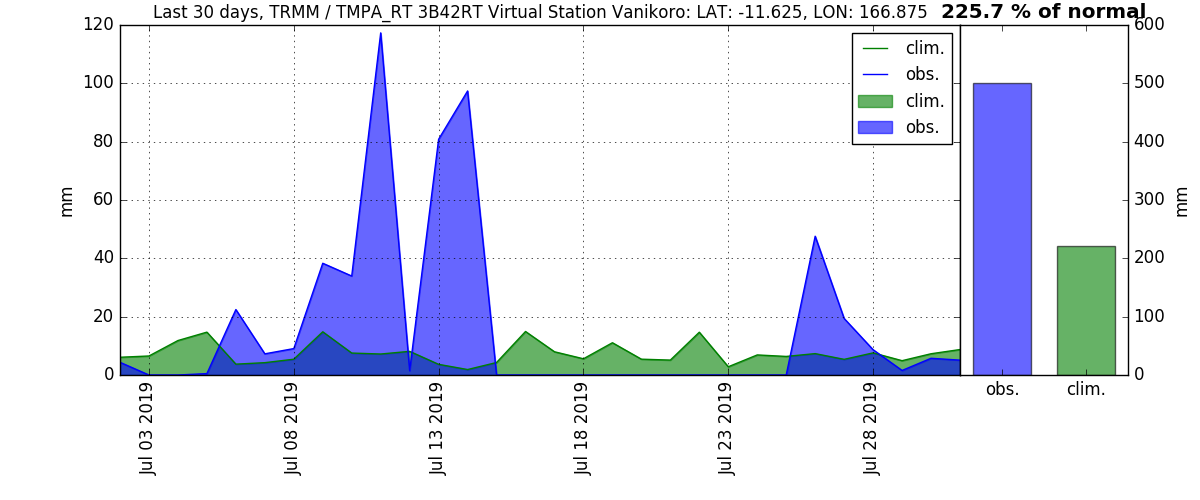 Last 30 days, TRMM / TMPA_RT 3B42RT Virtual Station Vanikoro: LAT: -11.625, LON: 166.875 225.7 % of normal
120
100
80
60
40
20
0
mm
clim.
obs.
clim.
obs.
600
500
400
300
200
100
0
mm
Jul 03 2019
Jul 08 2019
Jul 13 2019
Jul 18 2019
Jul 23 2019
Jul 28 2019
obs.
clim.